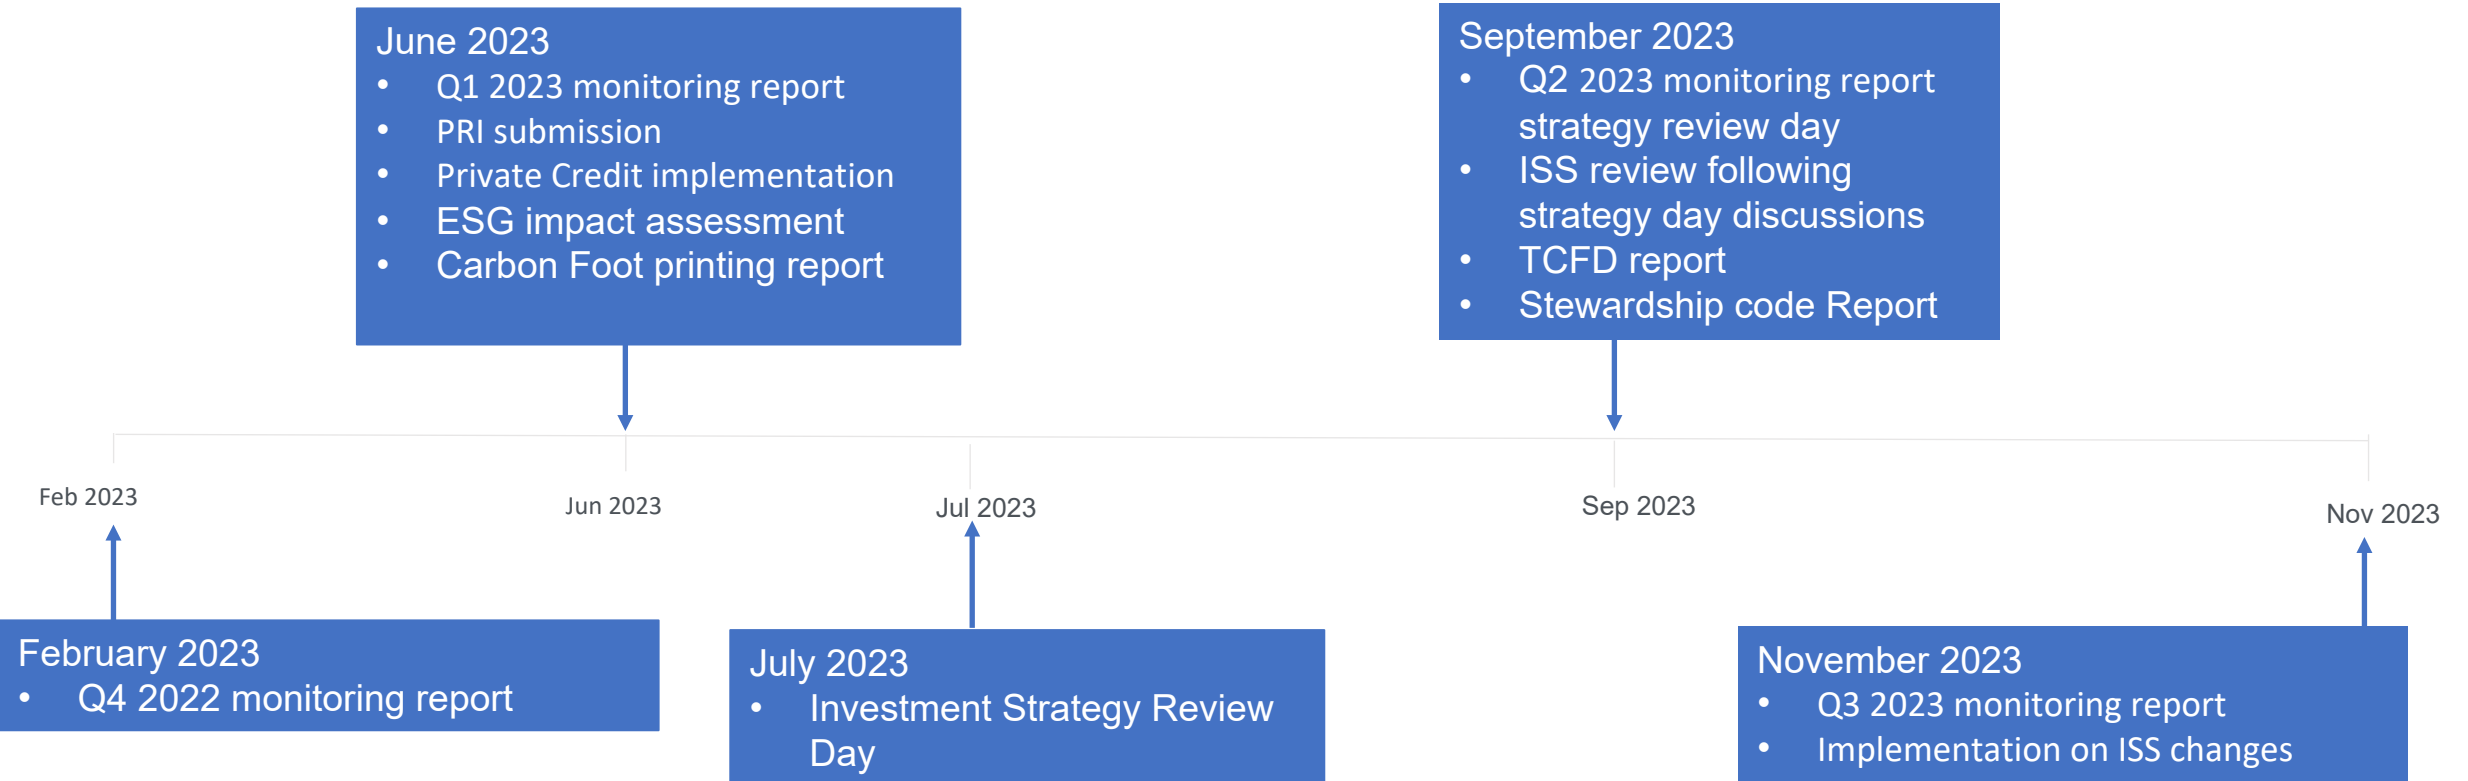 June 2023
• Q1 2023 monitoring report
• PRI submission
• Private Credit implementation
• ESG impact assessment
• Carbon Foot printing report
September 2023
• Q2 2023 monitoring report
strategy review day
• ISS review following
strategy day discussions
• TCFD report
• Stewardship code Report
Feb 2023
Jun 2023
Jul 2023
Sep 2023
Nov 2023
February 2023
• Q4 2022 monitoring report
July 2023
• Investment Strategy Review
Day
November 2023
• Q3 2023 monitoring report
• Implementation on ISS changes